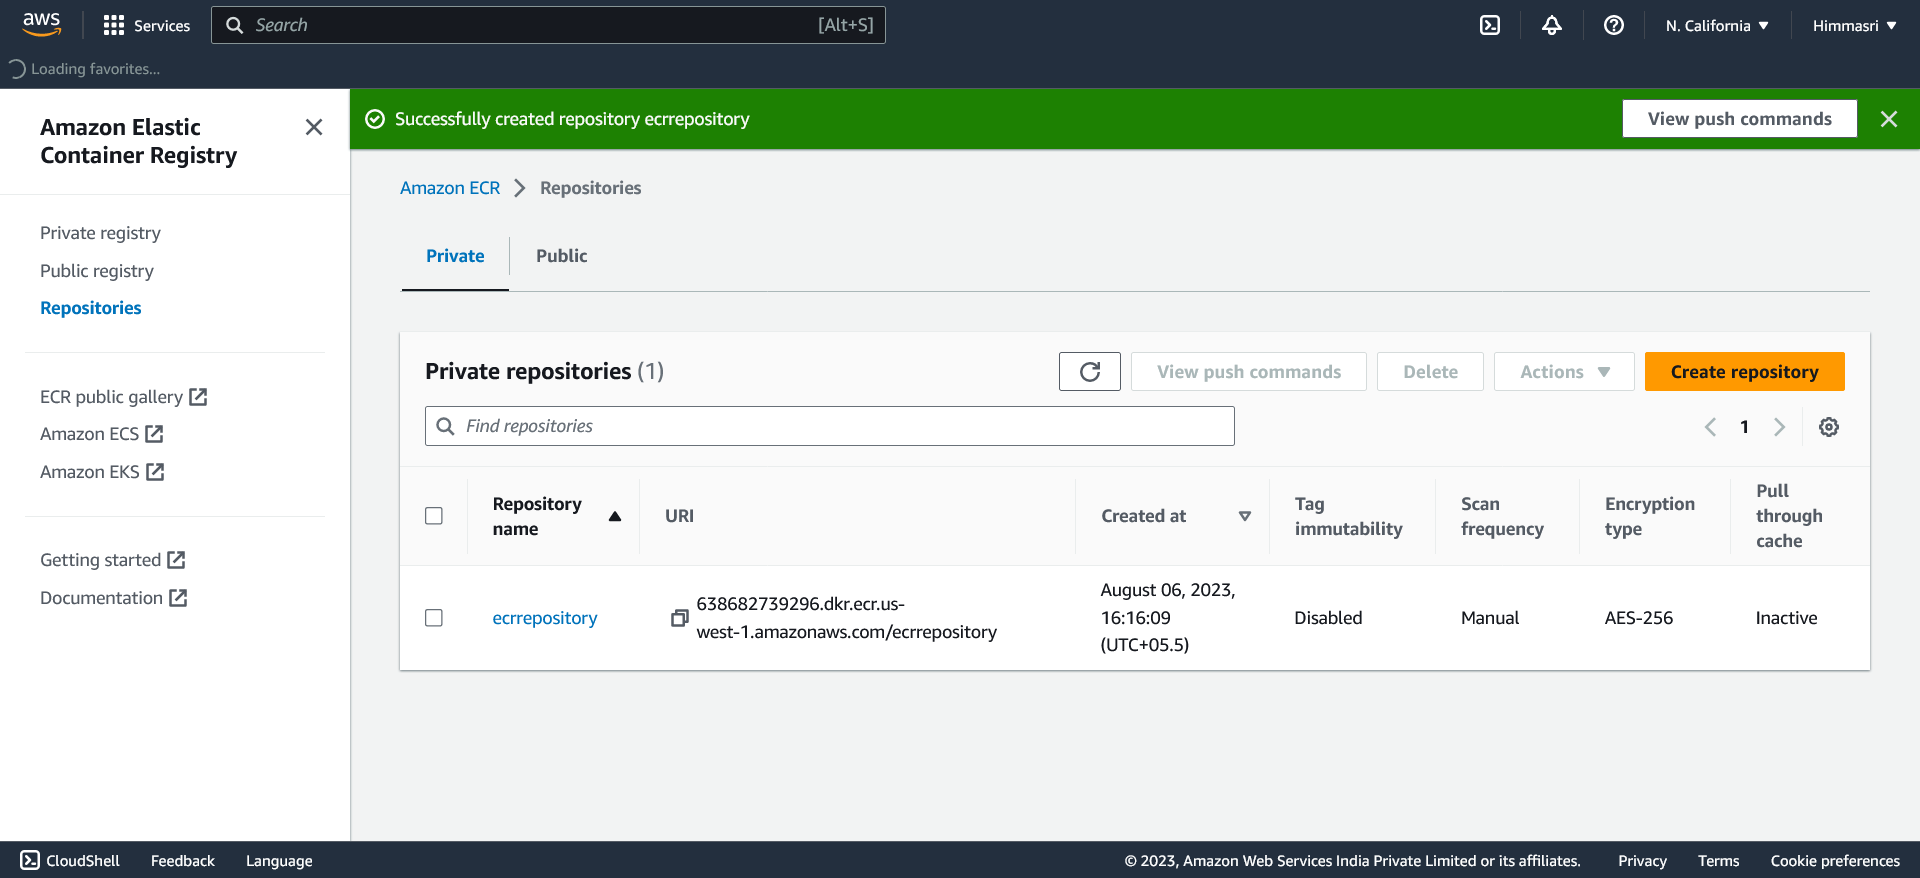 aws
Services
Search [Alt+S]
N. California
Himmasri
Loading favorites...
Amazon Elastic
Container Registry
Private registry
Public registry
Repositories
ECR public gallery
Amazon ECS
Amazon EKS
Getting started
Documentation
Successfully created repository ecrrepository
View push commands
Amazon ECR
Repositories
Private
Public
Private repositories (1)
View push commands
Delete
Actions
Create repository
Find repositories
1
Repository
name
URI
Created at
Tag
immutability
Scan
frequency
Encryption
type
Pull
through
cache
ecrrepository
638682739296.dkr.ecr.us-
west-1.amazonaws.com/ecrrepository
August 06, 2023,
16:16:09
(UTC+05.5)
Disabled
Manual
AES-256
Inactive
CloudShell
Feedback
Language
© 2023, Amazon Web Services India Private Limited or its affiliates.
Privacy
Terms
Cookie preferences